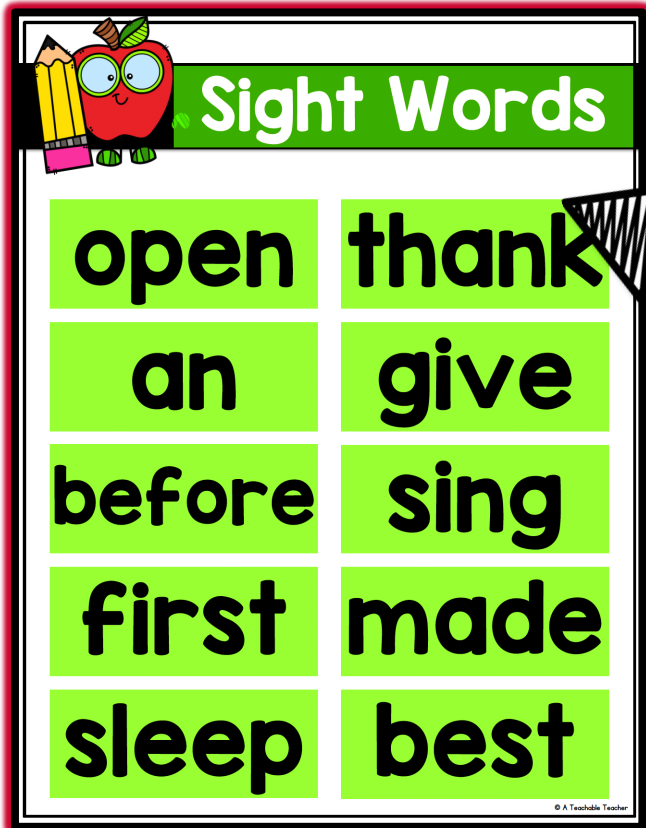 Sight Words
open thank
an give
before sing
first made
sleep best
© A Teachable Teacher